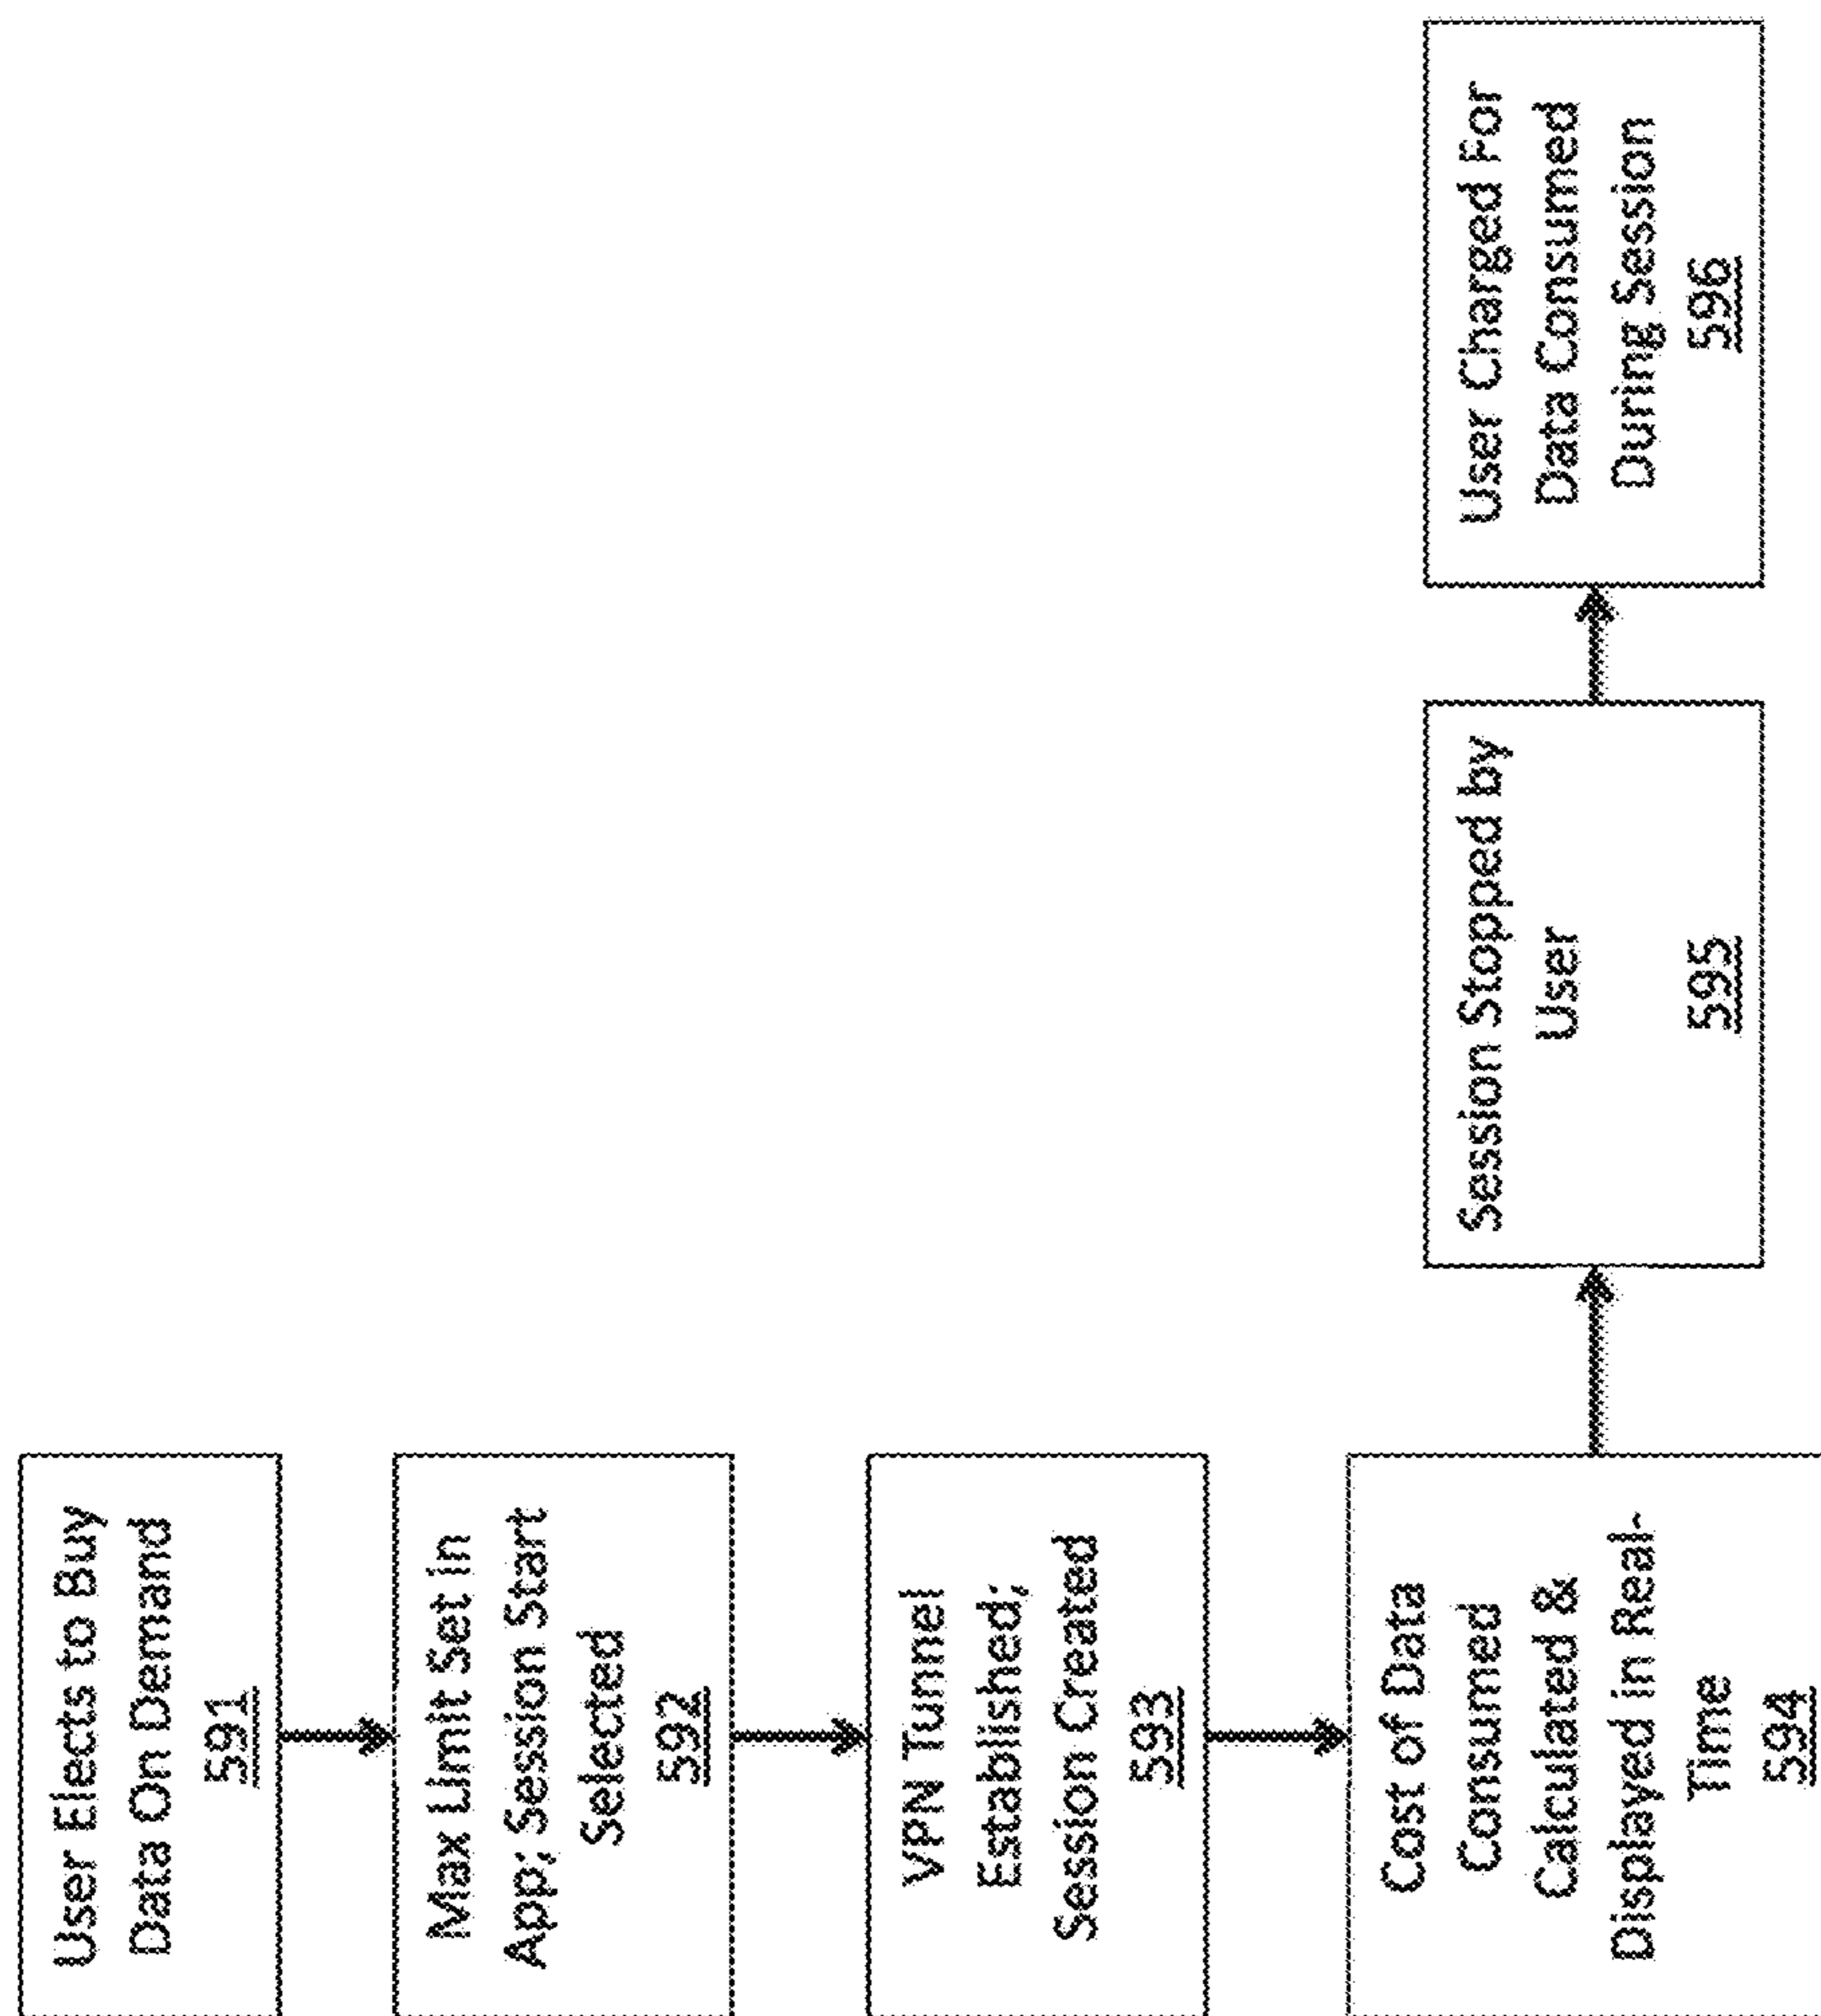 User Elects to Buy
Data On Demand
591
Max Limit Set in
App; Session Start
Selected
592
VPN Tunnel
Established;
Session Created
593
Cost of Data
Consumed
Calculated &
Displayed in Real-
Time
594
Session Stopped by
User
595
User Charged For
Data Consumed
During Session
596